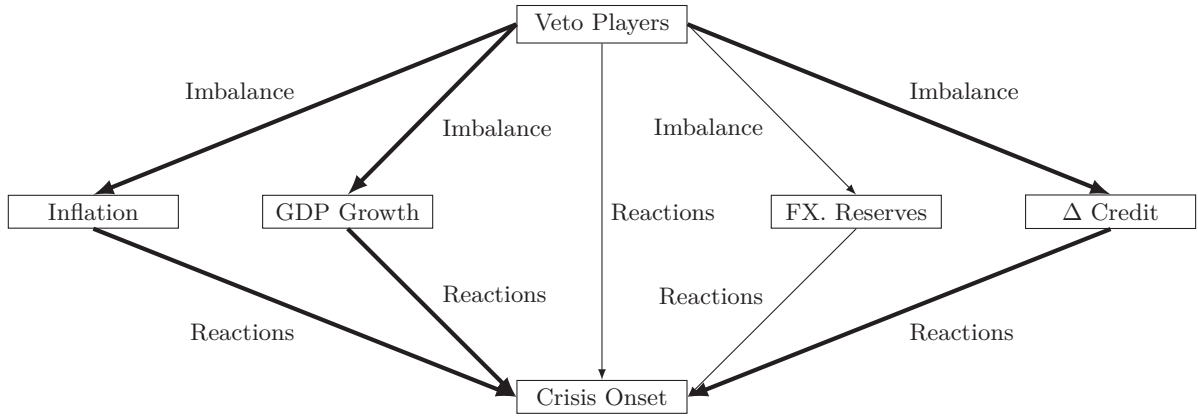 Veto Players
Imbalance
Imbalance
Imbalance
Imbalance
Inflation
GDP Growth
Reactions
FX. Reserves
Δ Credit
Reactions
Reactions
Reactions
Reactions
Crisis Onset